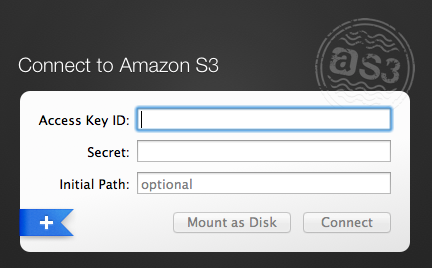 as3
Connect to Amazon S3
Access Key ID:
Secret:
Initial Path: optional
Mount as Disk Connect